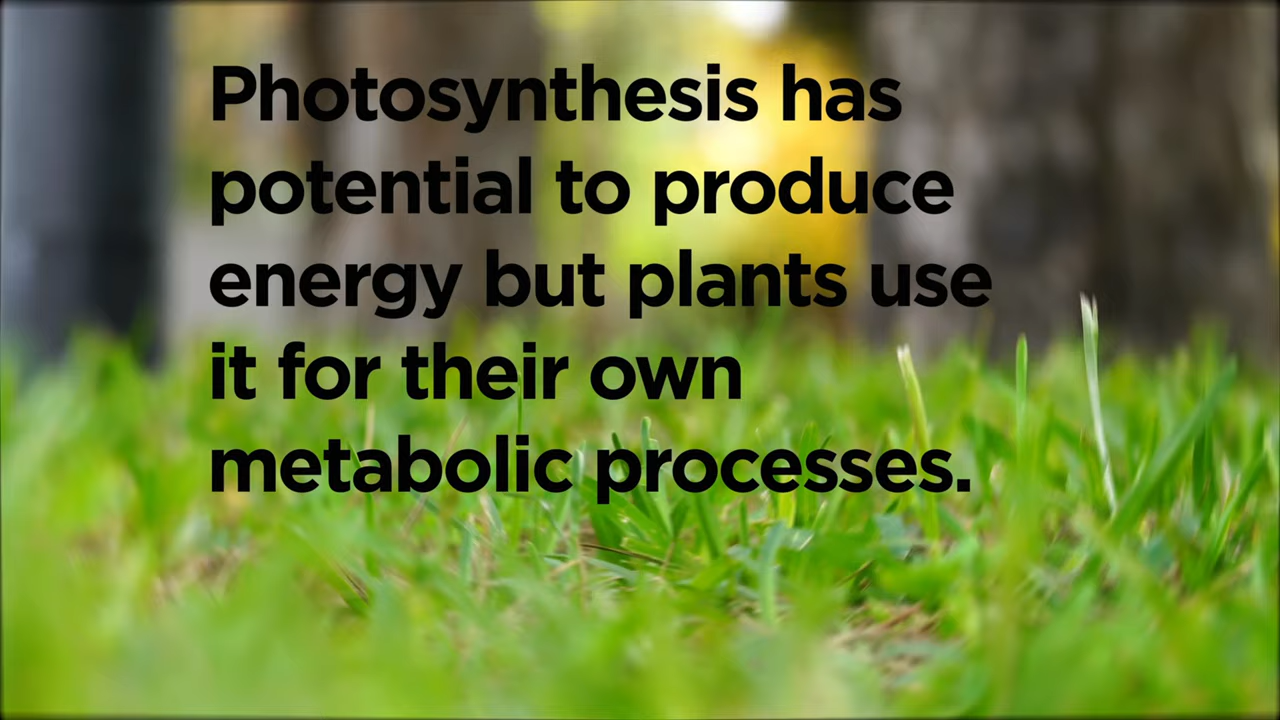 Photosynthesis has
potential to produce
energy but plants use
it for their own
metabolic processes.